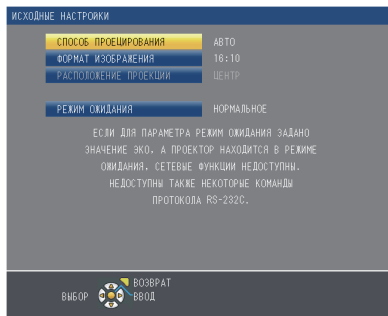 ИСХОДНЫЕ НАСТРОЙКИ
СПОСОБ ПРОЕЦИРОВАНИЯ АВТО
ФОРМАТ ИЗОБРАЖЕНИЯ 16:10
РАСПОЛОЖЕНИЕ ПРОЕКЦИИ ЦЕНТР
РЕЖИМ ОЖИДАНИЯ НОРМАЛЬНОЕ
ЕСЛИ ДЛЯ ПАРАМЕТРА РЕЖИМ ОЖИДАНИЯ ЗАДАНО
ЗНАЧЕНИЕ ЭКО, А ПРОЕКТОР НАХОДИТСЯ В РЕЖИМЕ
ОЖИДАНИЯ, СЕТЕВЫЕ ФУНКЦИИ НЕДОСТУПНЫ.
НЕДОСТУПНЫ ТАКЖЕ НЕКОТОРЫЕ КОМАНДЫ
ПРОТОКОЛА RS-232C.
ВОЗВРАТ
ВЫБОР ВВОД